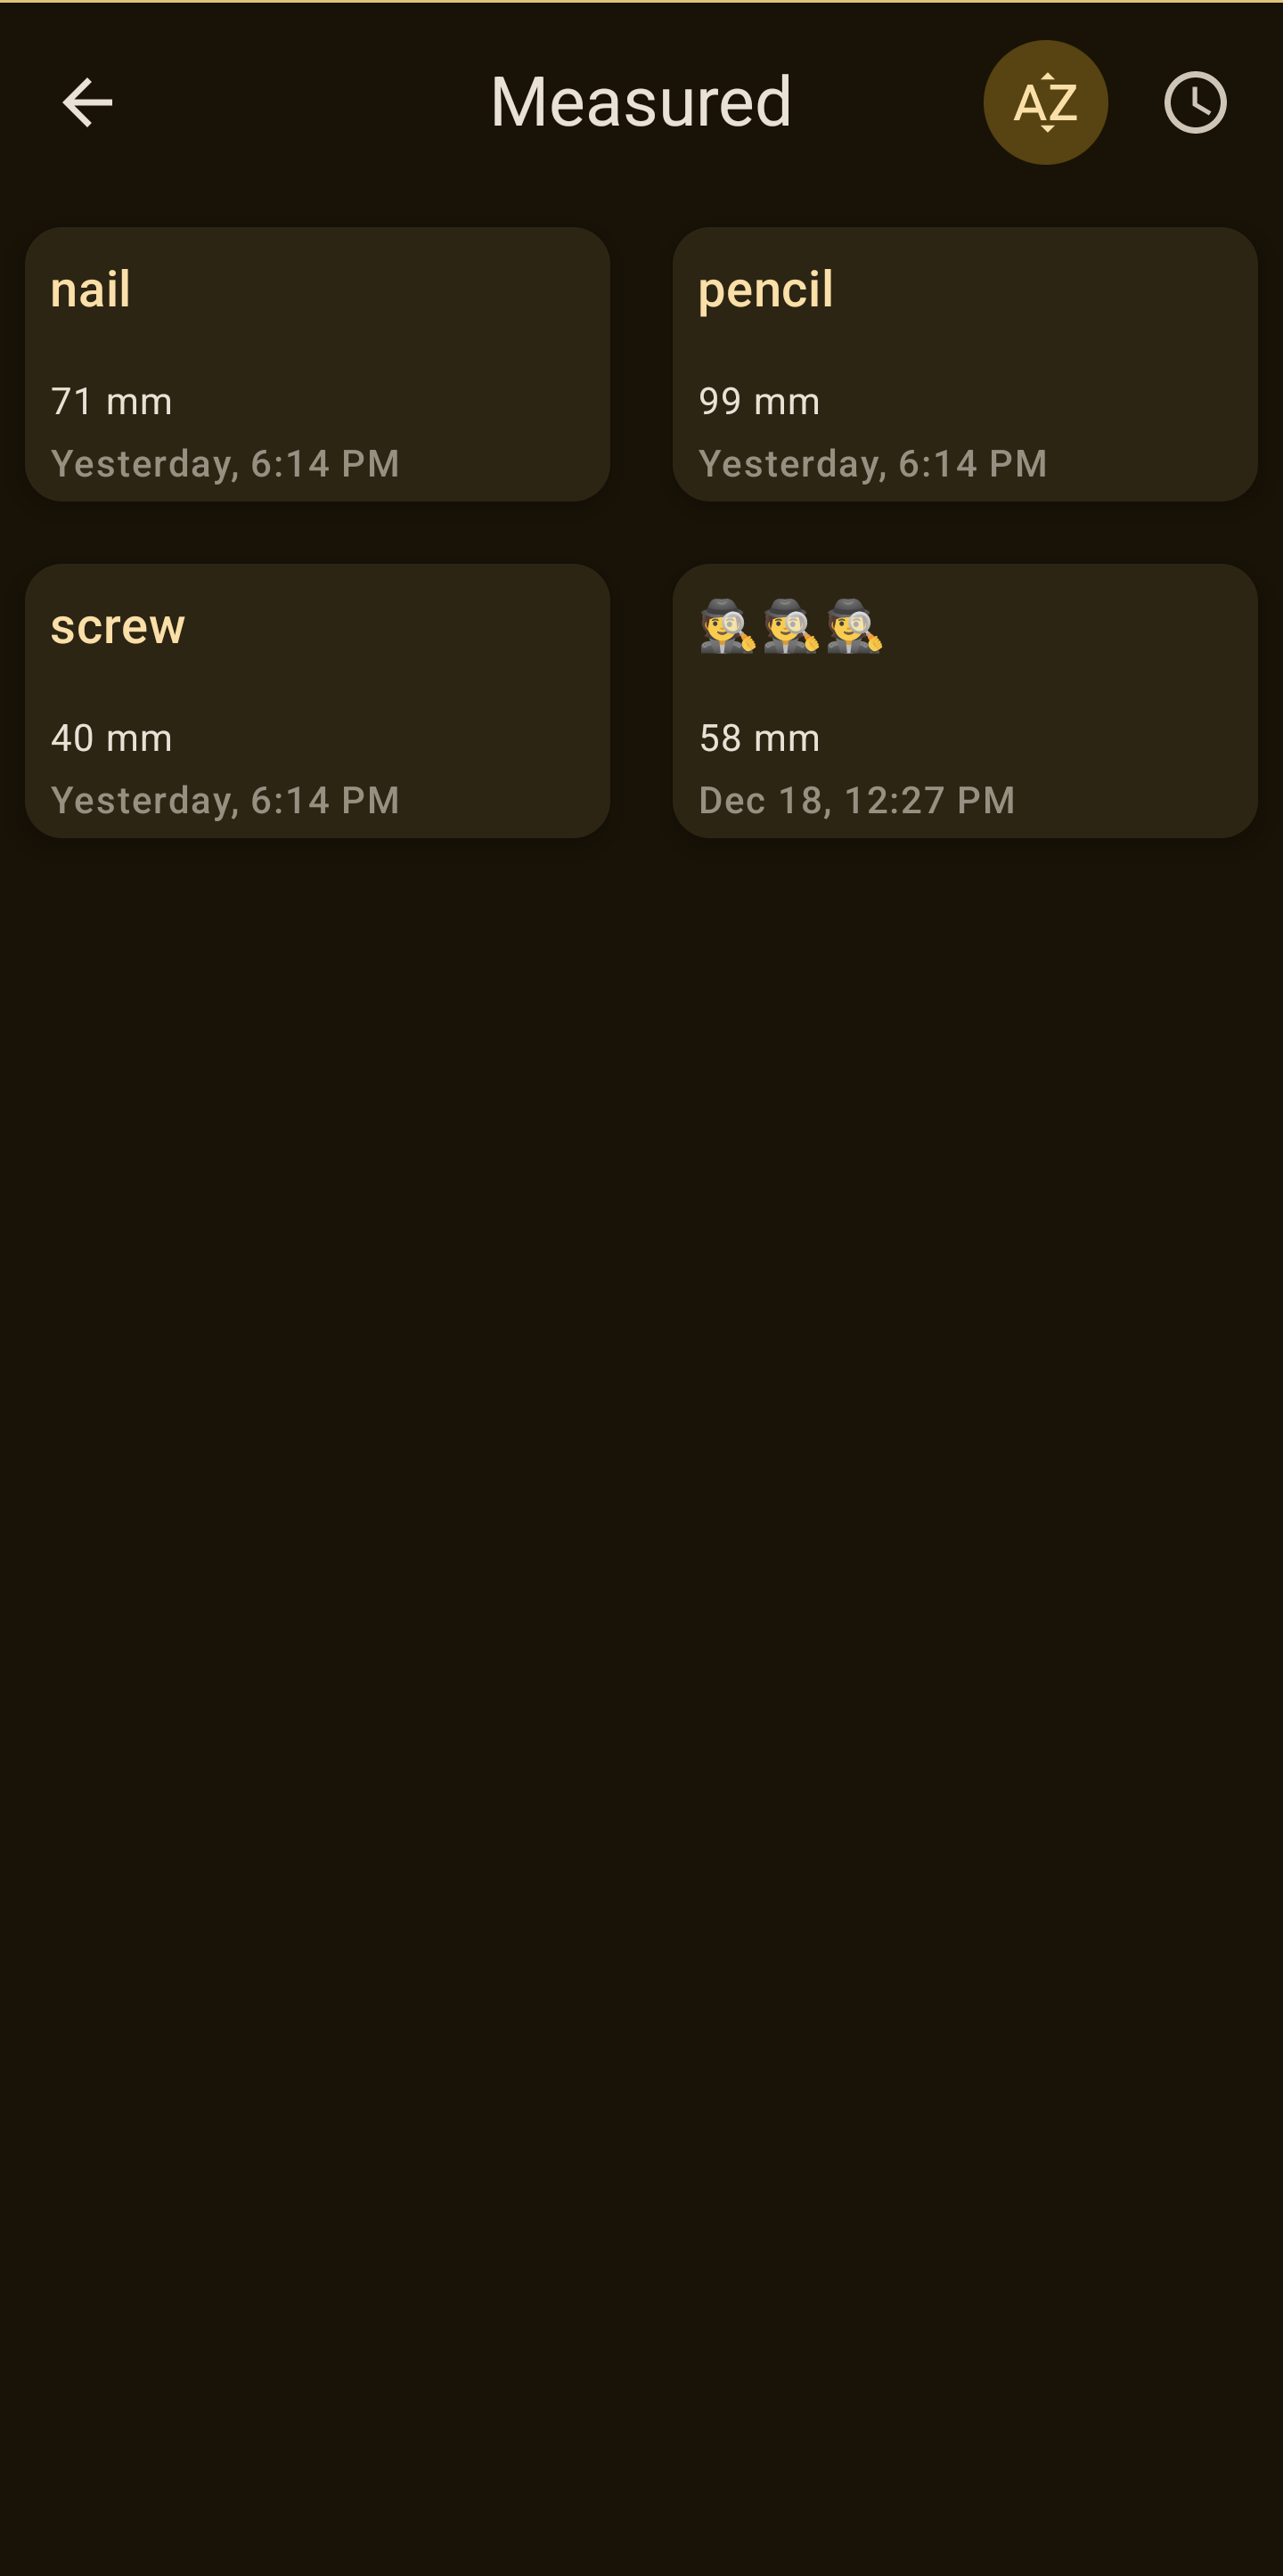 Measured
AZ
nail
71 mm
Yesterday, 6:14 PM
pencil
99 mm
Yesterday, 6:14 PM
screw
40 mm
Yesterday, 6:14 PM
🕵️🕵️🕵️
58 mm
Dec 18, 12:27 PM